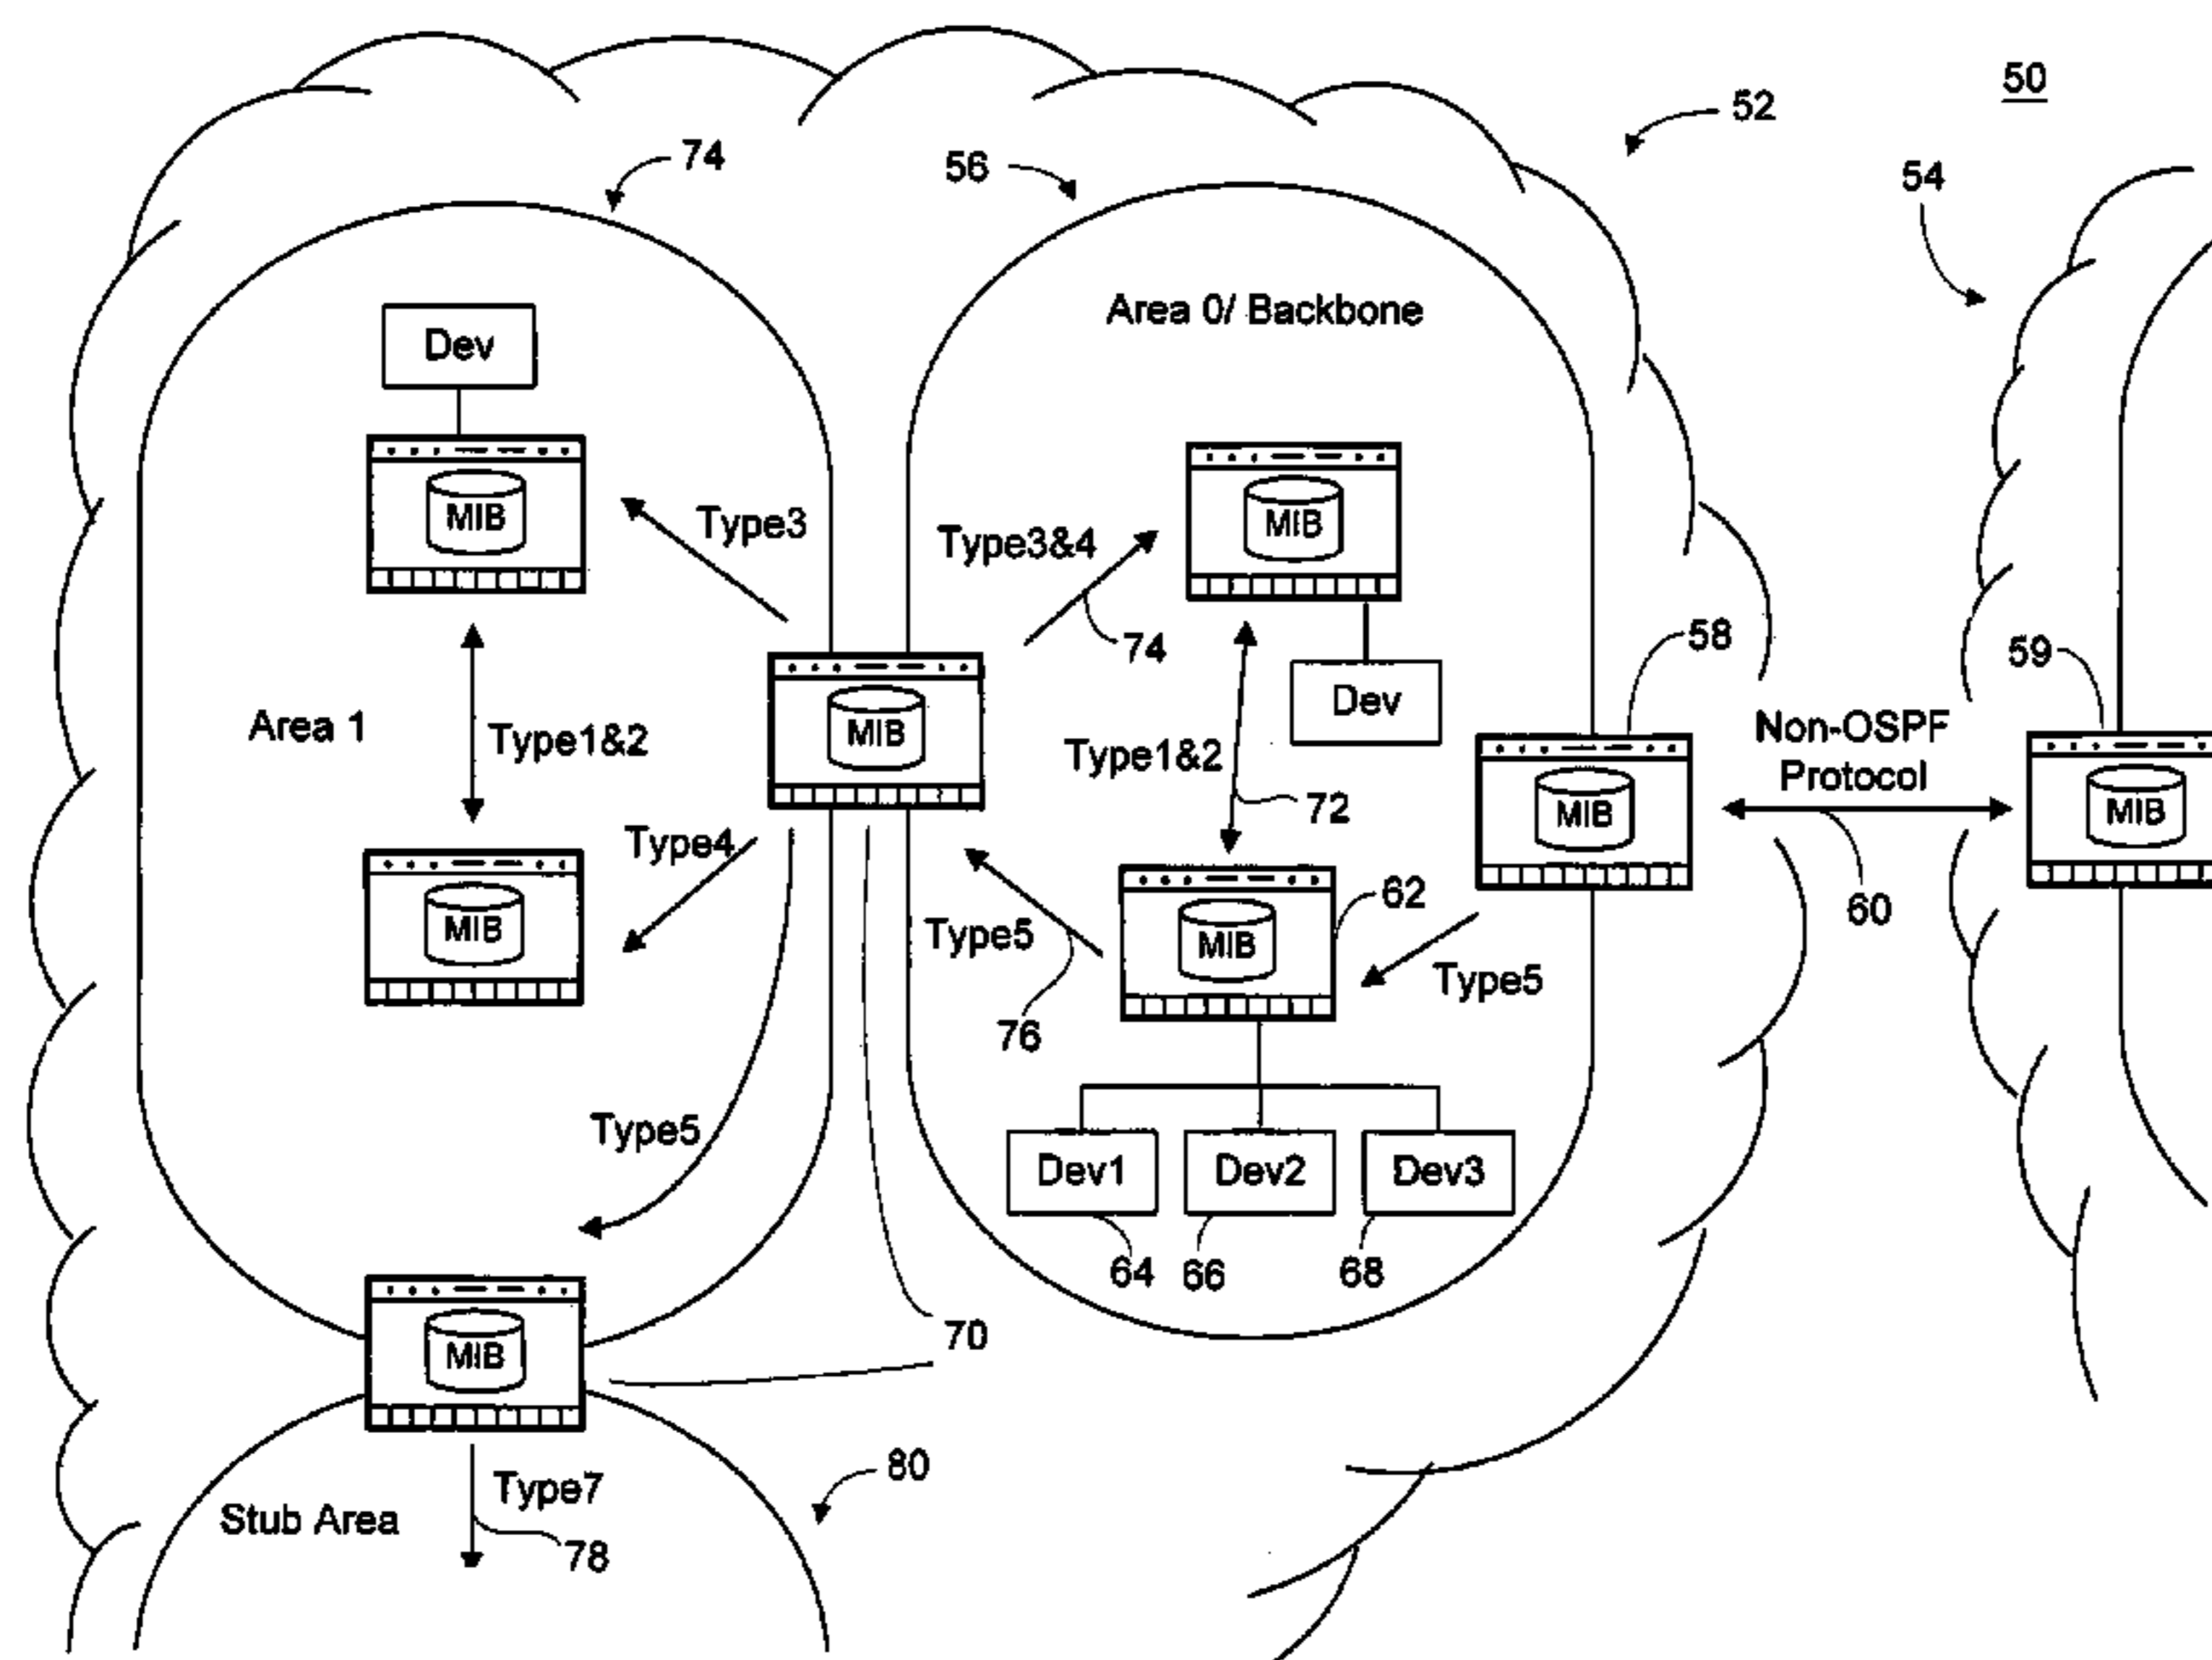 50
52
74
56
54
Area 0/ Backbone
Dev
MIB
MIB
Type3
Type3&4
74
58
59
Dev
MIB
Area 1
Type1&2
Type1&2
Non-OSPF
Protocol
72
MIB
MIB
Type4
62
60
MIB
MIB
Type5
Type5
76
Type5
Dev1
Dev2
Dev3
64
66
68
70
MIB
80
Type7
Stub Area
78